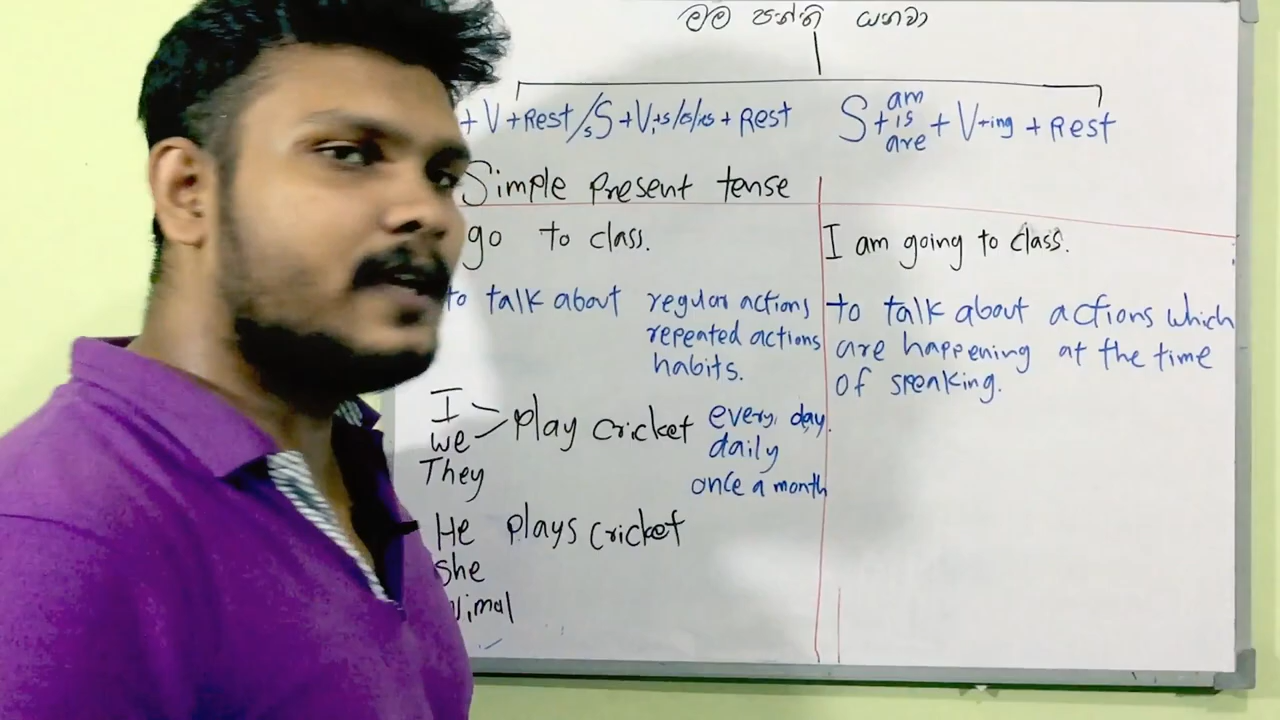 මම පන්ති යනවා
+ V + Rest / S + V+s/es/ies + Rest
S + am is are + V+ing + Rest
Simple Present tense
go to class.
to talk about regular actions
repeated actions
habits.
I
we
They
play cricket
every day.
daily
once a month
He plays cricket
She
I am going to class.
to talk about actions which
are happening at the time
of speaking.